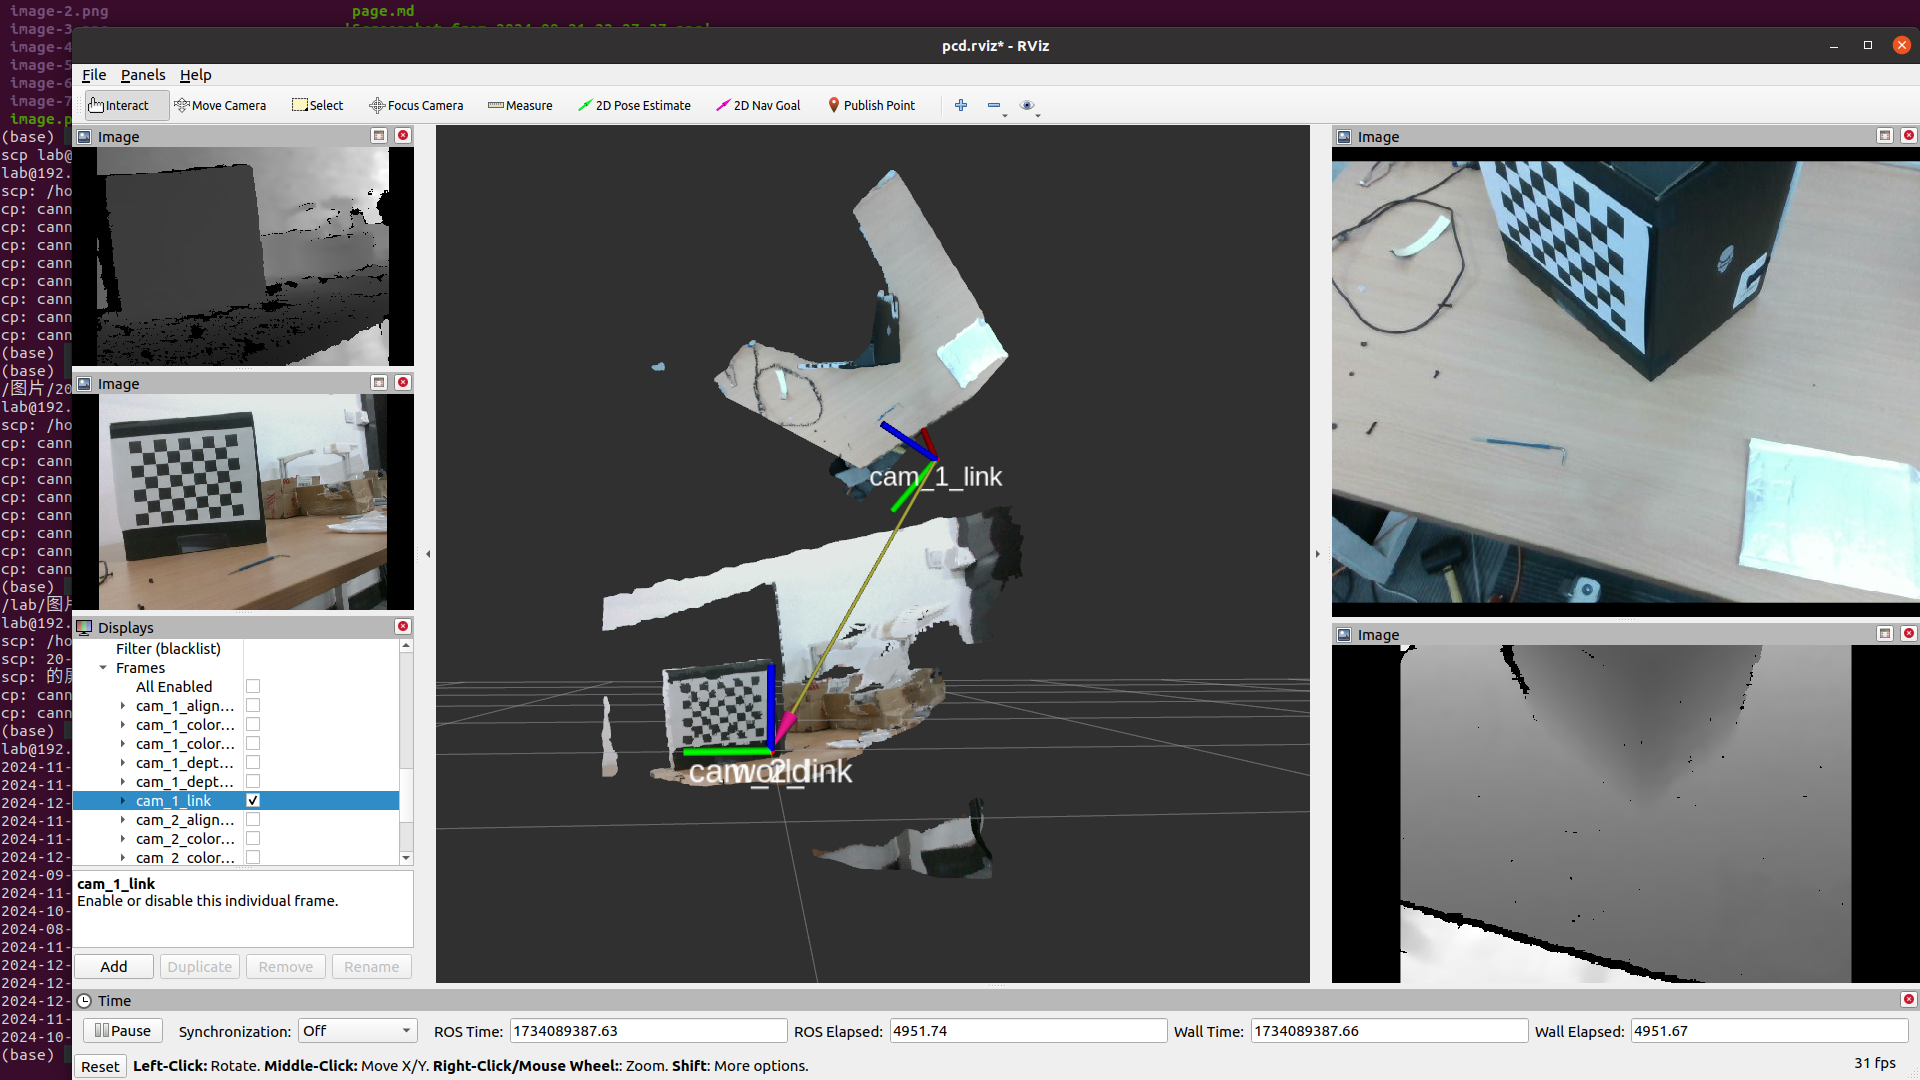 image-2.png page.md
image-3
image-4
image-5
image-6
image-7
image.p
(base)
scp lab@
lab@192.
scp: /ho
cp: cann
cp: cann
cp: cann
cp: cann
cp: cann
cp: cann
cp: cann
cp: cann
(base)
(base)
/图片/20
lab@192.
scp: /ho
cp: cann
cp: cann
cp: cann
cp: cann
cp: cann
cp: cann
cp: cann
cp: cann
(base)
/lab/图片
lab@192.
scp: /ho
scp: 20-
scp: 的屏
cp: cann
cp: cann
(base)
lab@192.
2024-11-
2024-12-
2024-11-
2024-12-
2024-11-
2024-12-
2024-09-
2024-11-
2024-10-
2024-08-
2024-11-
2024-12-
2024-12-
2024-12-
2024-11-
2024-10-
(base)
pcd.rviz* - RViz
File Panels Help
Interact Move Camera Select Focus Camera Measure 2D Pose Estimate 2D Nav Goal Publish Point
Image
Image
Displays
Filter (blacklist)
Frames
All Enabled
cam_1_align...
cam_1_color...
cam_1_color...
cam_1_dept...
cam_1_dept...
cam_1_link
cam_2_align...
cam_2_color...
cam_2_color...
cam_1_link
Enable or disable this individual frame.
Add Duplicate Remove Rename
cam_1_link
cam_2_link
world
Image
Image
Time
Pause Synchronization: Off ROS Time: 1734089387.63 ROS Elapsed: 4951.74 Wall Time: 1734089387.66 Wall Elapsed: 4951.67
Reset Left-Click: Rotate. Middle-Click: Move X/Y. Right-Click/Mouse Wheel:: Zoom. Shift: More options. 31 fps